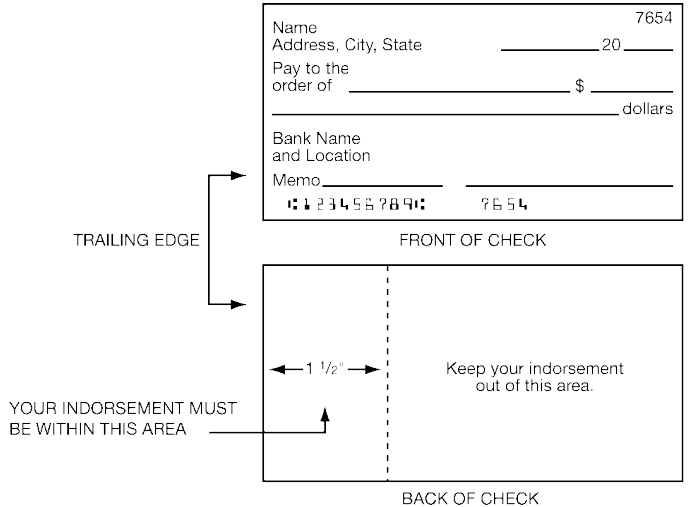 7654
Name
Address, City, State 20
Pay to the
order of $
dollars
Bank Name
and Location
Memo
⑆123456789⑆ 7654
TRAILING EDGE
FRONT OF CHECK
1 1/2"
Keep your indorsement
out of this area.
YOUR INDORSEMENT MUST
BE WITHIN THIS AREA
BACK OF CHECK